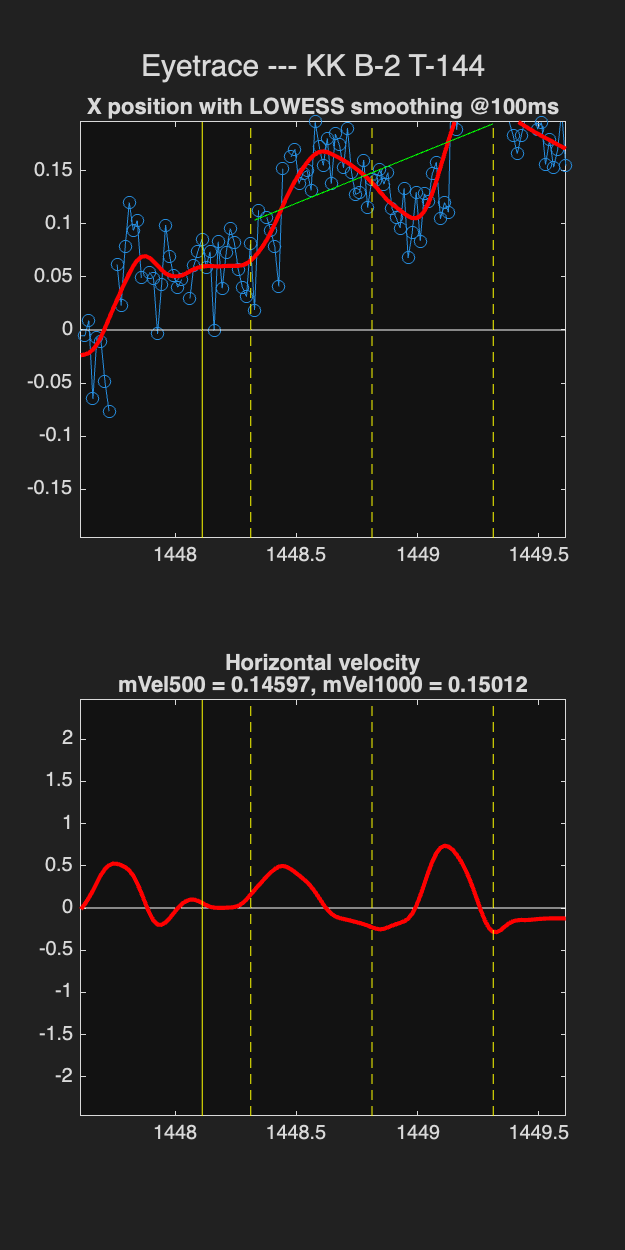 Eyetrace --- KK B-2 T-144
X position with LOWESS smoothing @100ms
0.15
0.1
0.05
0
-0.05
-0.1
-0.15
1448 1448.5 1449 1449.5
Horizontal velocity
mVel500 = 0.14597, mVel1000 = 0.15012
2
1.5
1
0.5
0
-0.5
-1
-1.5
-2
1448 1448.5 1449 1449.5